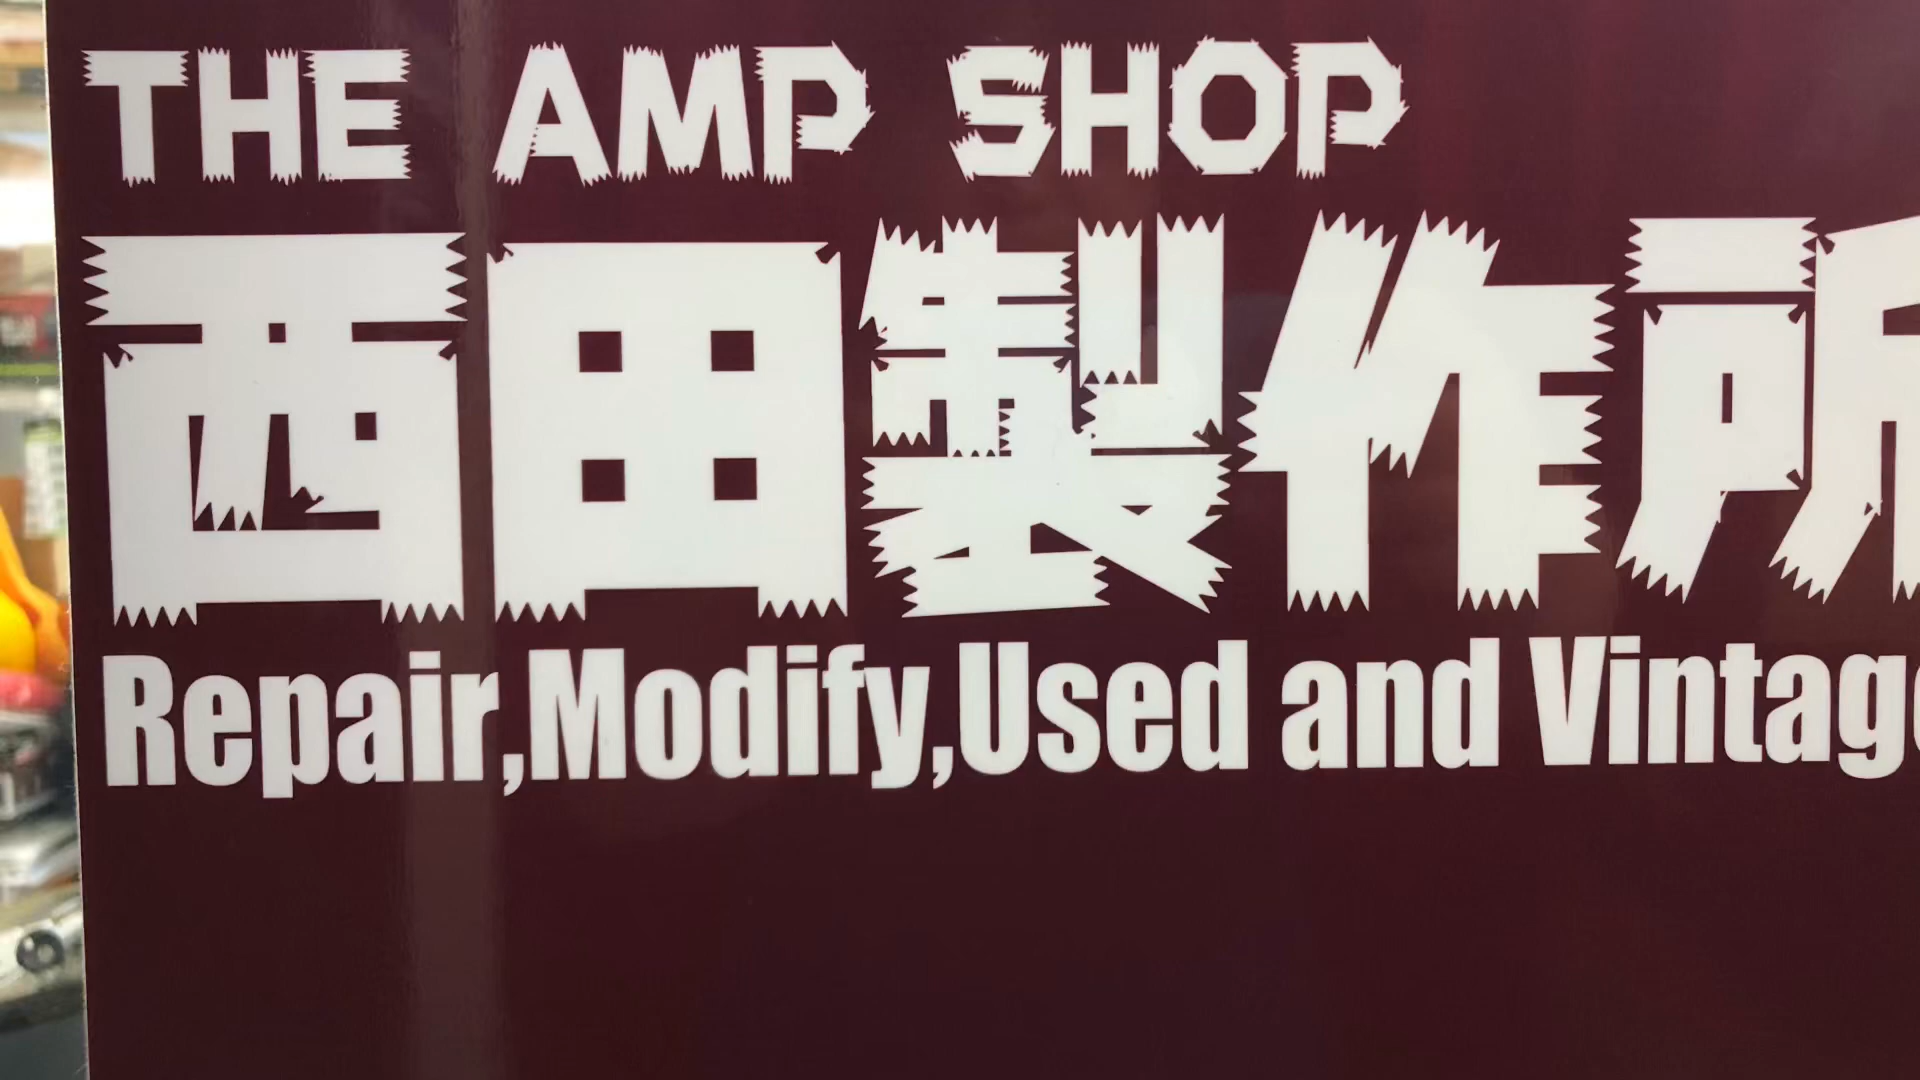 THE AMP SHOP
西田製作所
Repair,Modify,Used and Vintage